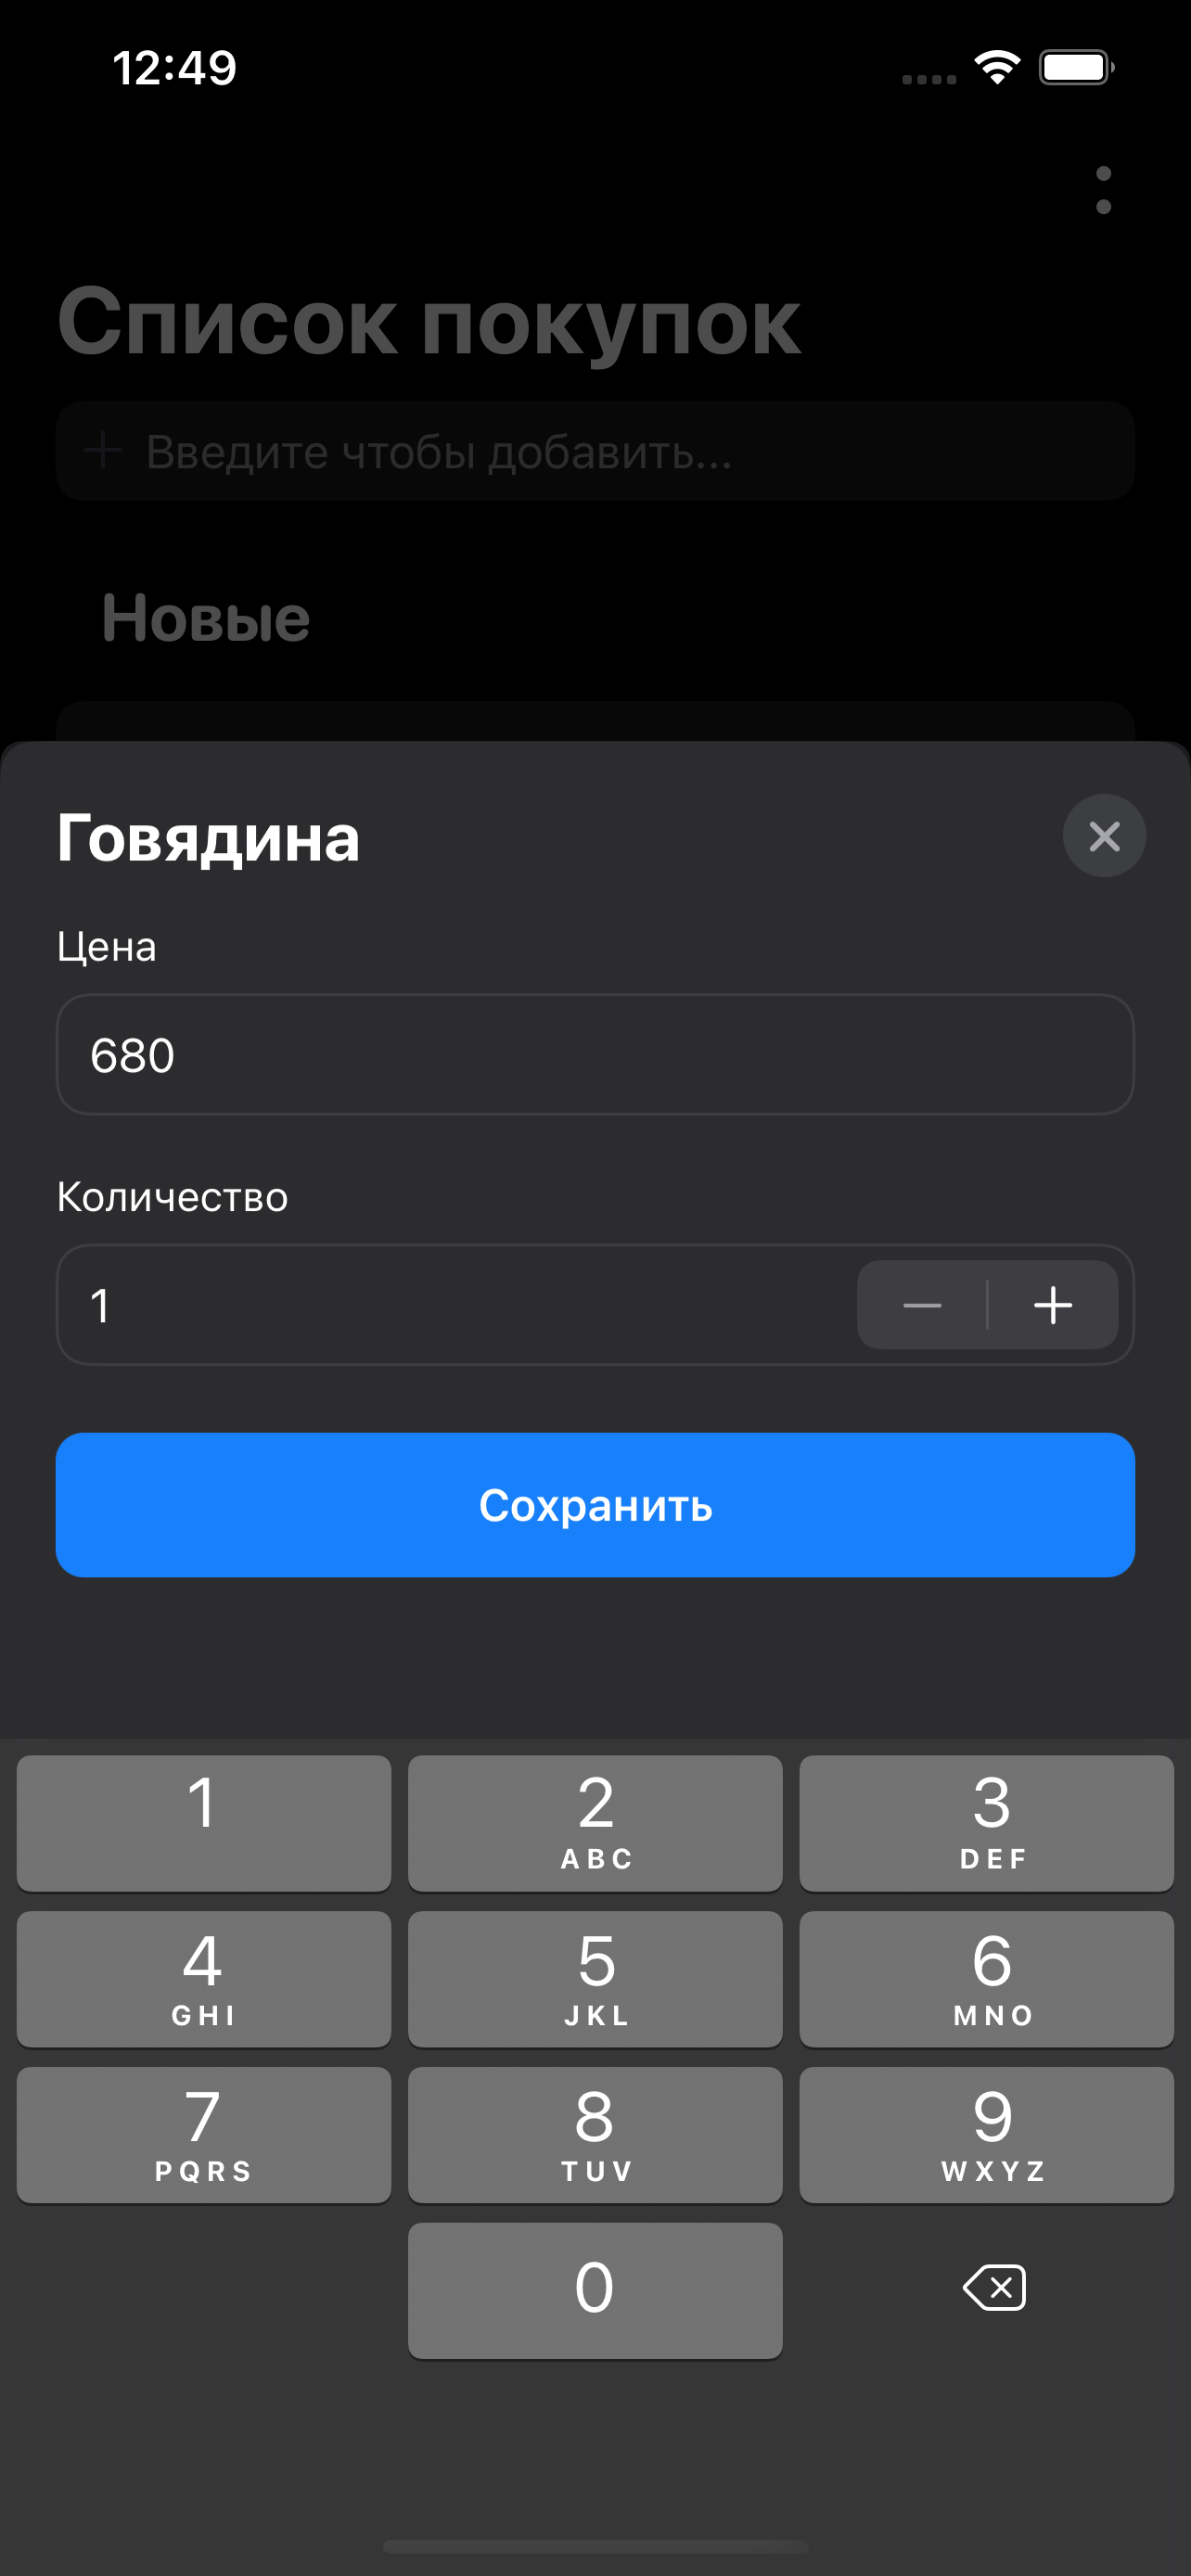 12:49
Список покупок
Введите чтобы добавить...
Новые
Говядина
Цена
680
Количество
1
Сохранить
1 2 3
ABC DEF
4 5 6
GHI JKL MNO
7 8 9
PQRS TUV WXYZ
0